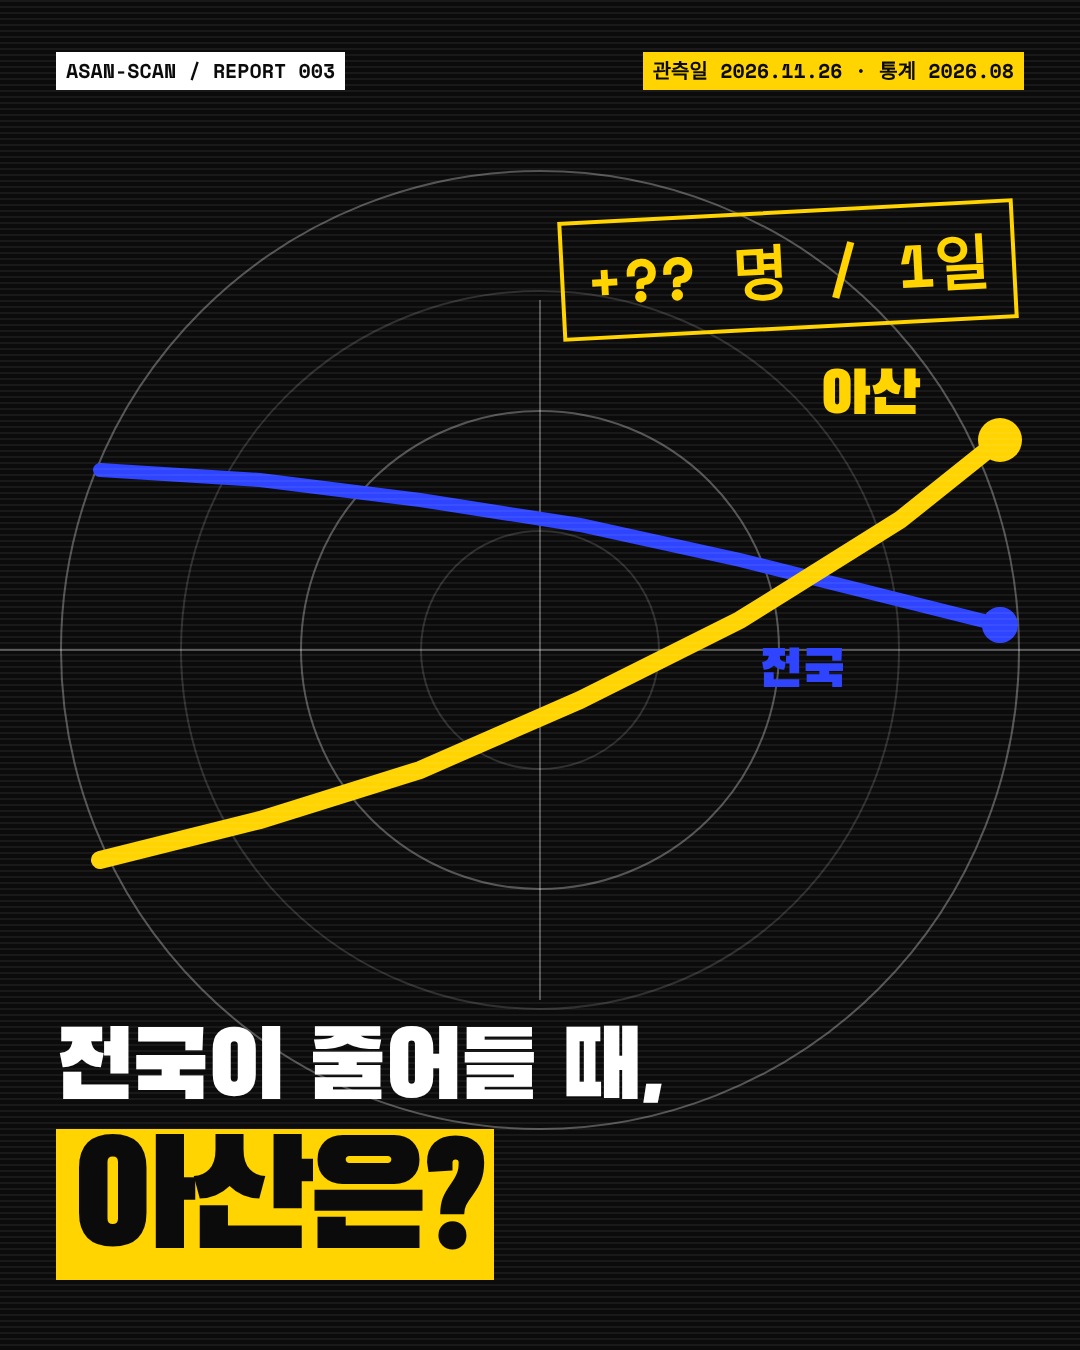 ASAN-SCAN / REPORT 003
관측일 2026.11.26 · 통계 2026.08
+?? 명 / 1일
아산
전국
전국이 줄어들 때,
아산은?